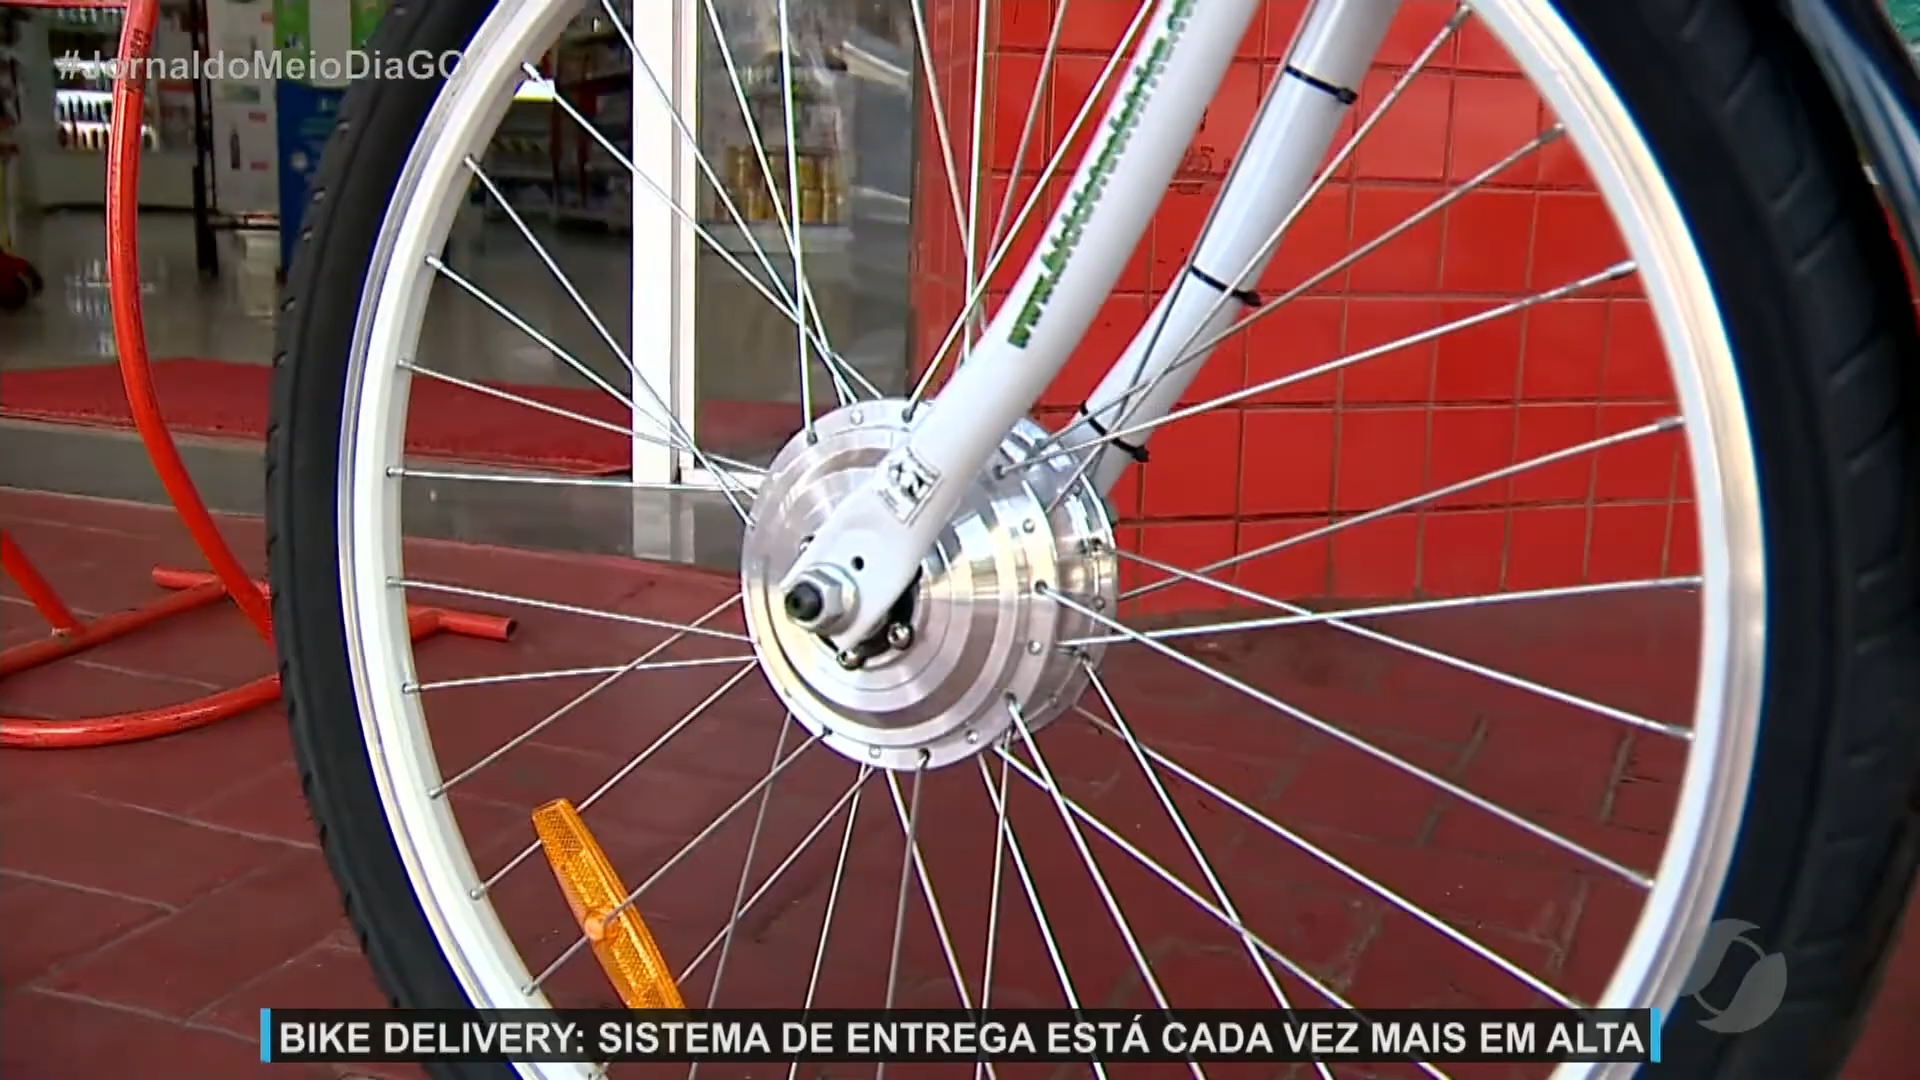 #JornaldoMeioDiaGO
BIKE DELIVERY: SISTEMA DE ENTREGA ESTÁ CADA VEZ MAIS EM ALTA